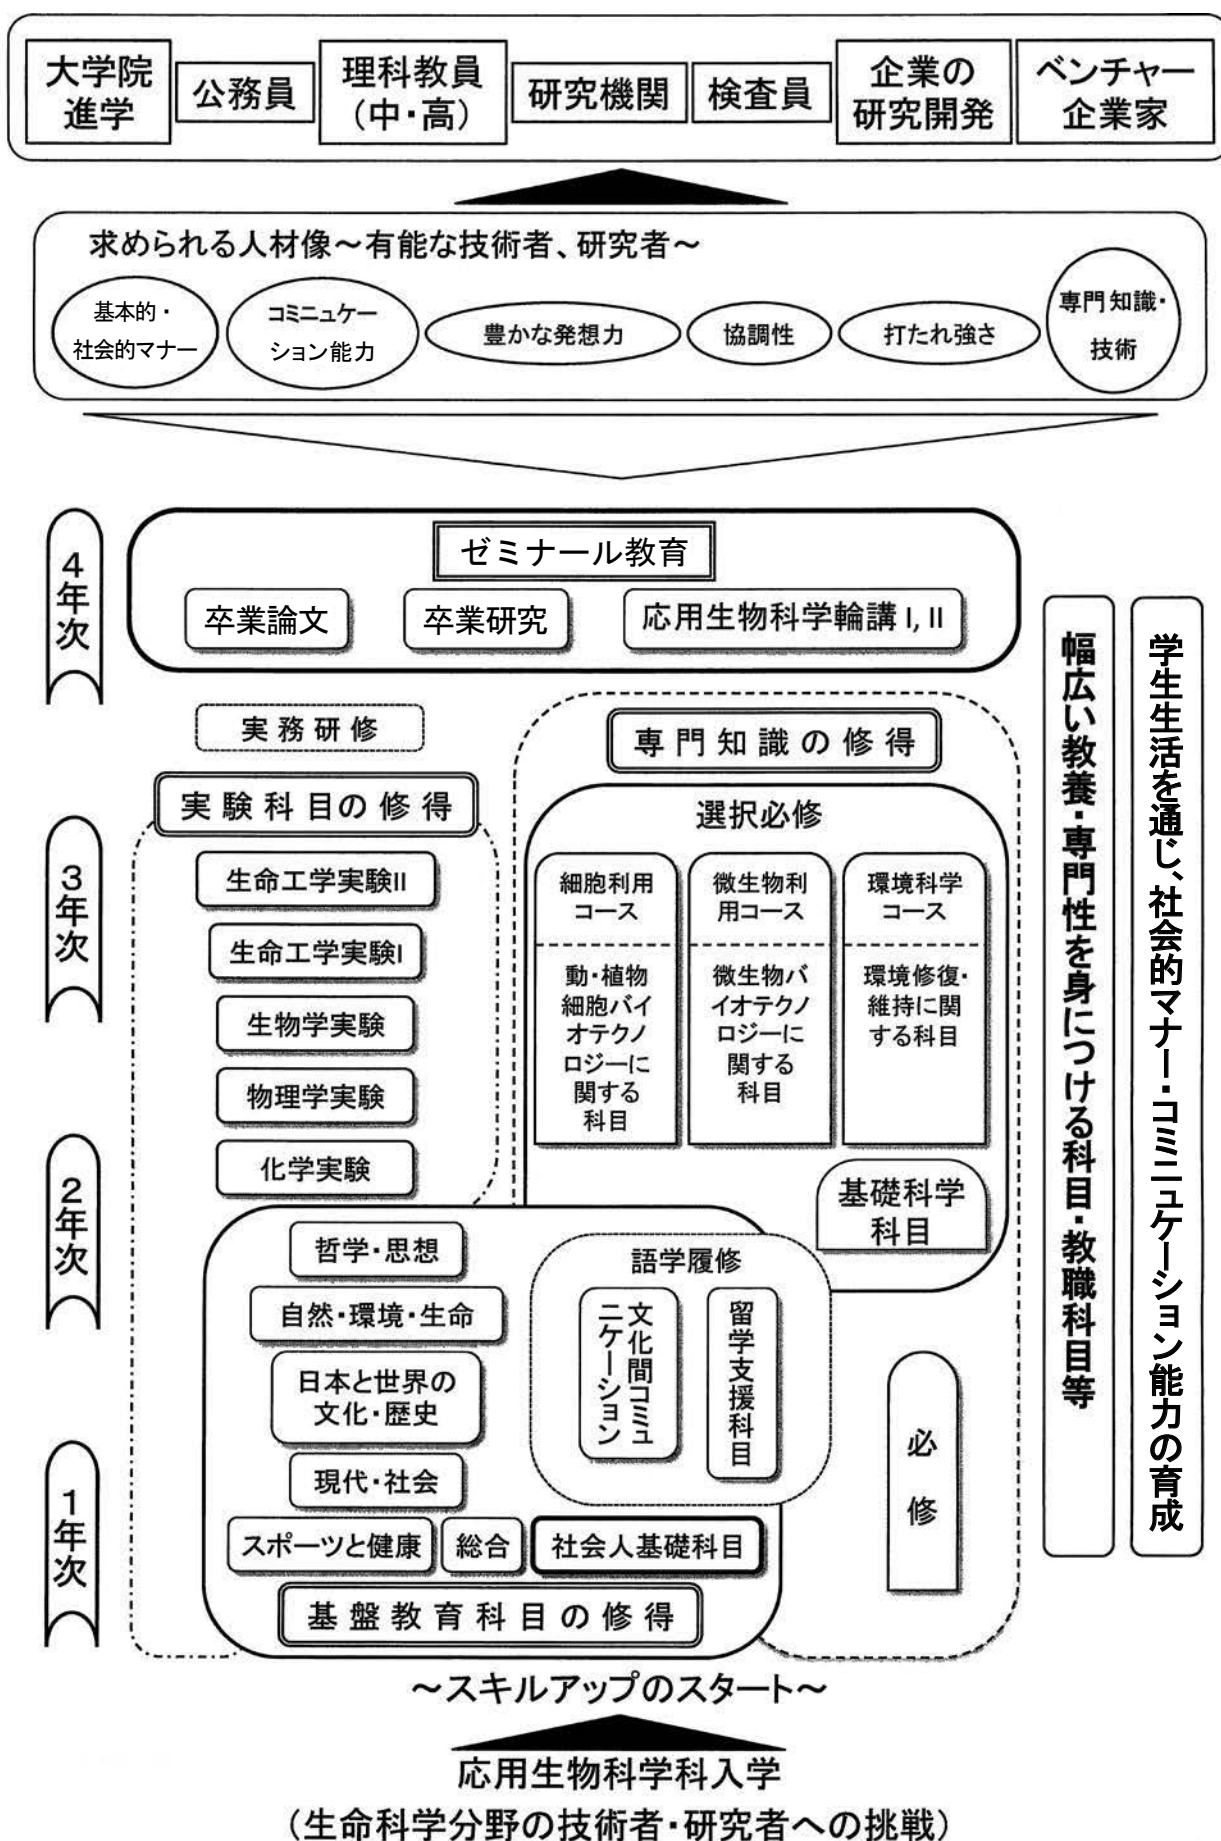 大学院
進学
公務員
理科教員
(中・高)
研究機関
検査員
企業の
研究開発
ベンチャー
企業家
求められる人材像～有能な技術者、研究者～
基本的・
社会的マナー
コミニュケー
ション能力
豊かな発想力
協調性
打たれ強さ
専門知識・
技術
4年次
ゼミナール教育
卒業論文
卒業研究
応用生物科学輪講 I, II
実務研修
専門知識の修得
実験科目の修得
選択必修
3年次
生命工学実験II
生命工学実験I
生物学実験
物理学実験
化学実験
細胞利用
コース
動・植物
細胞バイ
オテクノ
ロジーに
関する
科目
微生物利
用コース
微生物バ
イオテクノ
ロジーに
関する
科目
環境科学
コース
環境修復・
維持に関
する科目
基礎科学
科目
2年次
哲学・思想
自然・環境・生命
日本と世界の
文化・歴史
現代・社会
語学履修
文化間コミュ
ニケーション
留学支援科目
必修
1年次
スポーツと健康
総合
社会人基礎科目
基盤教育科目の修得
幅広い教養・専門性を身につける科目・教職科目等
学生生活を通じ、社会的マナー・コミニュケーション能力の育成
～スキルアップのスタート～
応用生物科学科入学
(生命科学分野の技術者・研究者への挑戦)